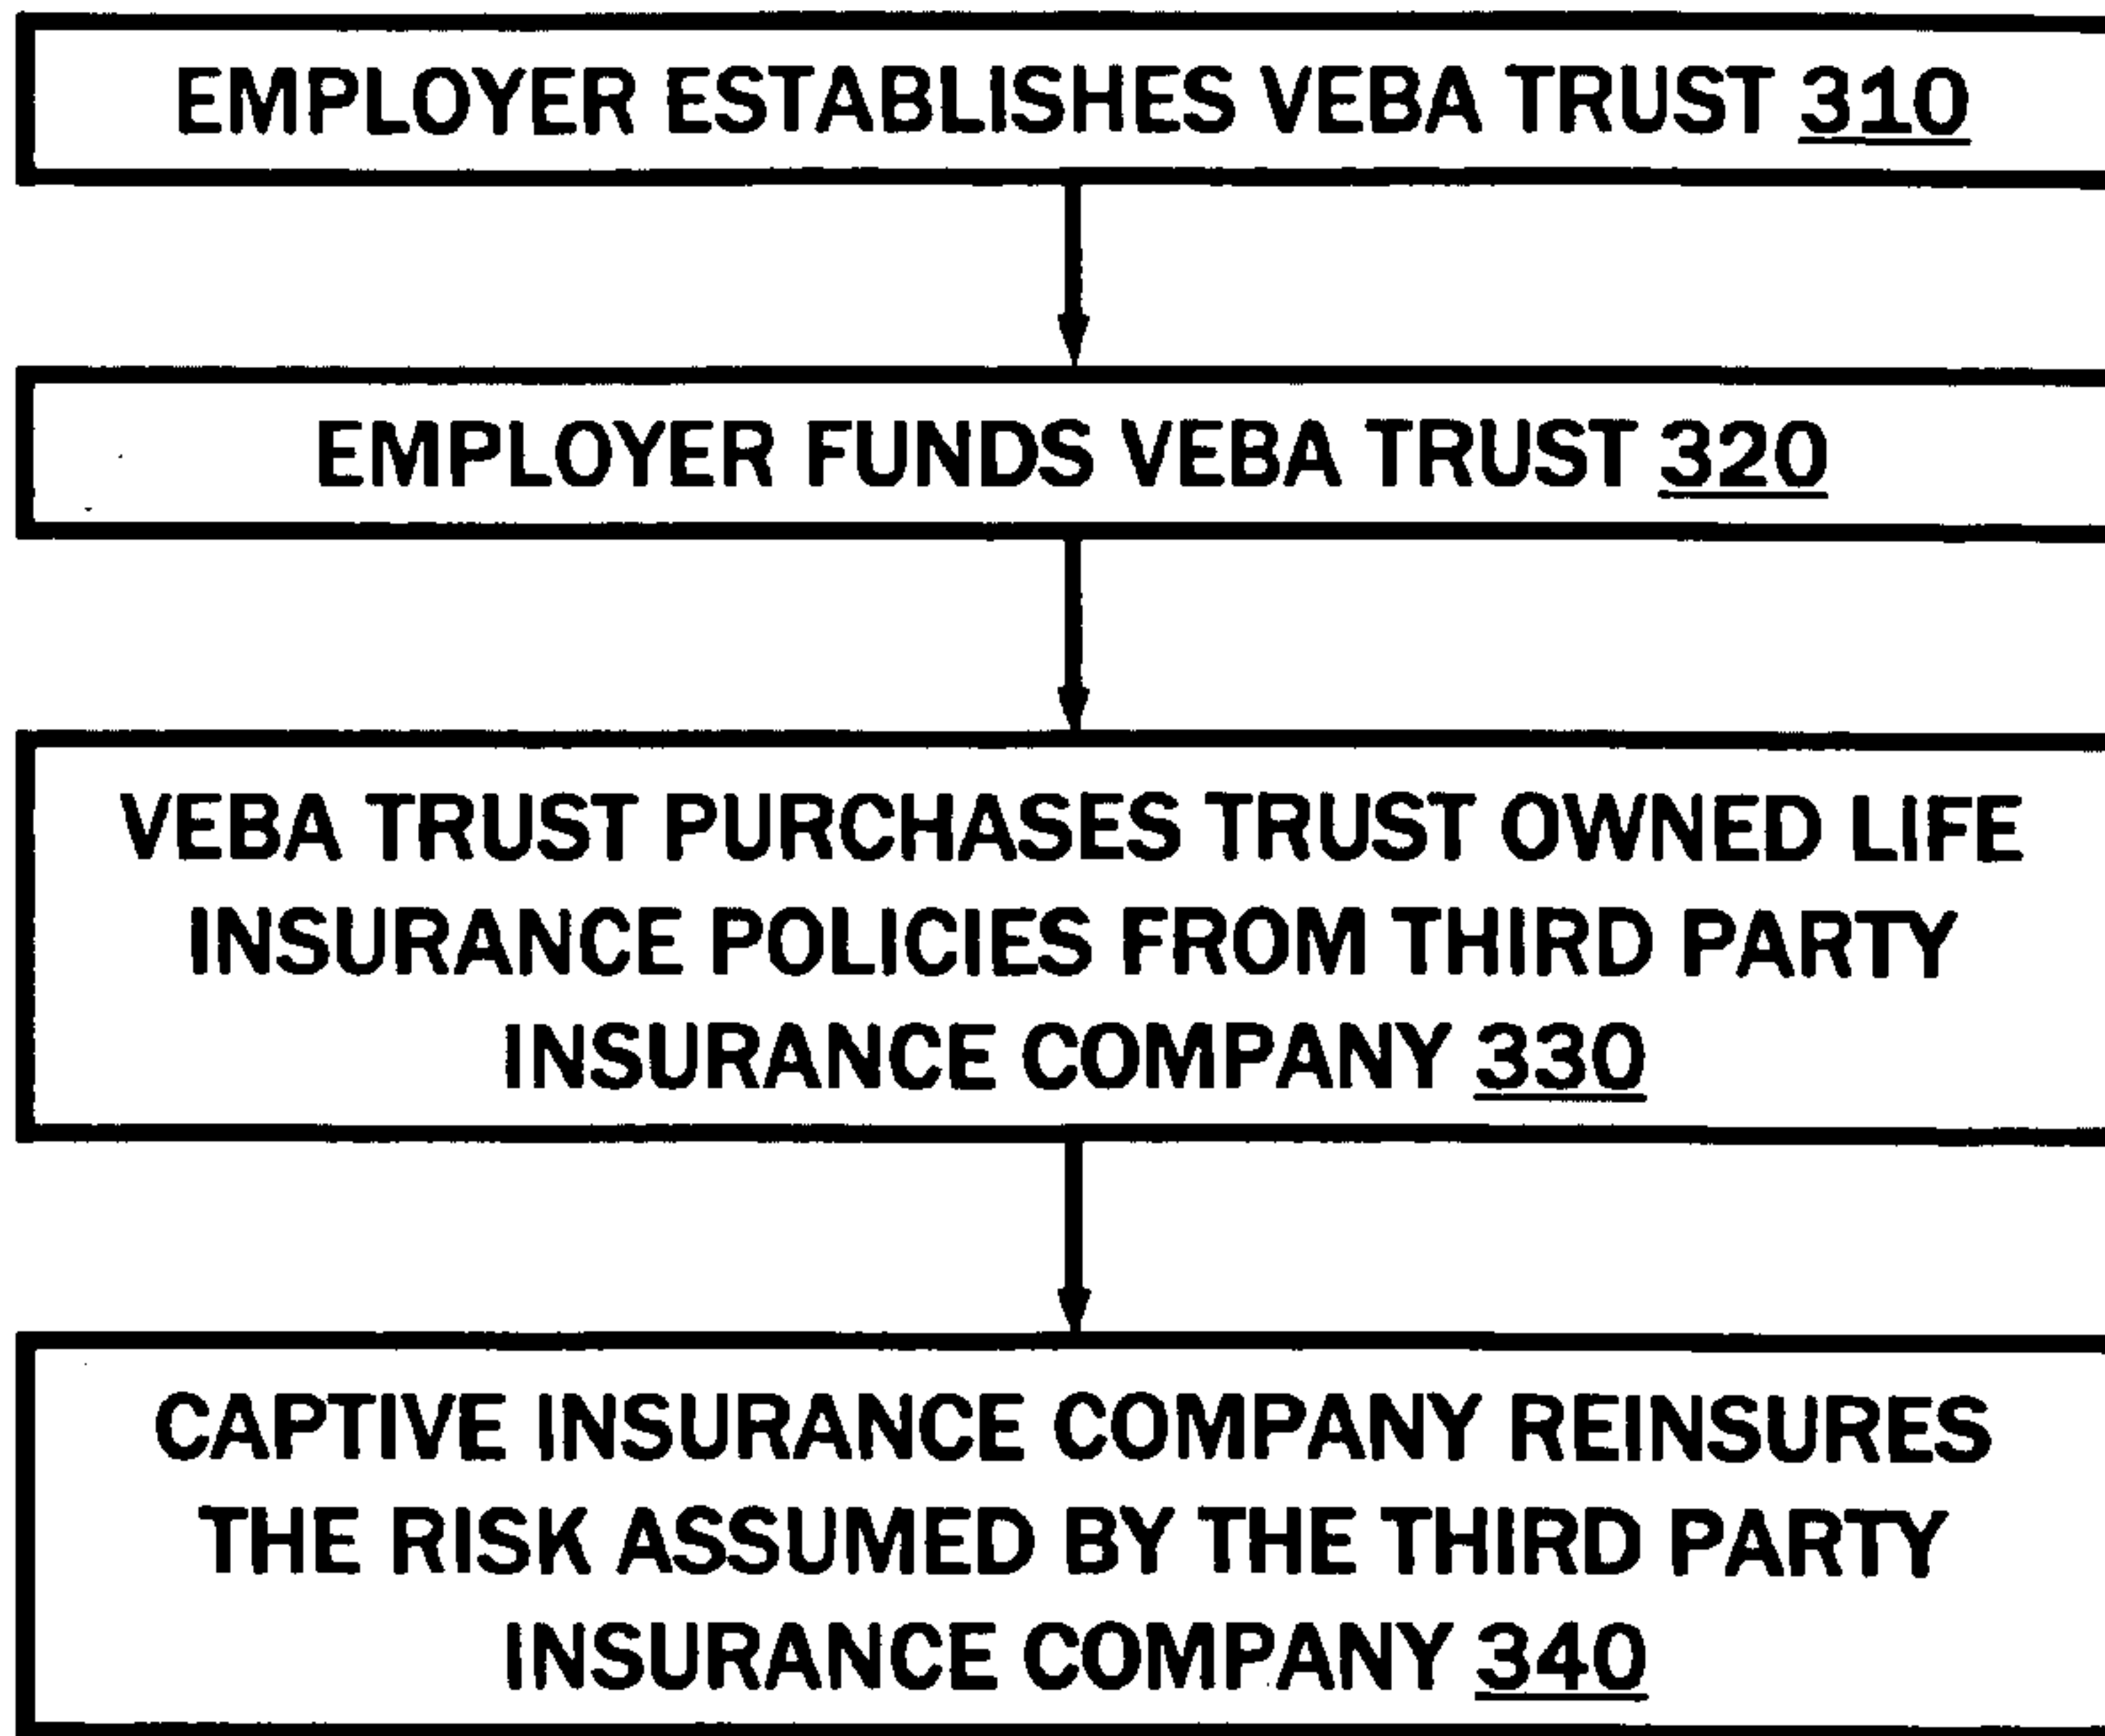 EMPLOYER ESTABLISHES VEBA TRUST 310
EMPLOYER FUNDS VEBA TRUST 320
VEBA TRUST PURCHASES TRUST OWNED LIFE
INSURANCE POLICIES FROM THIRD PARTY
INSURANCE COMPANY 330
CAPTIVE INSURANCE COMPANY REINSURES
THE RISK ASSUMED BY THE THIRD PARTY
INSURANCE COMPANY 340